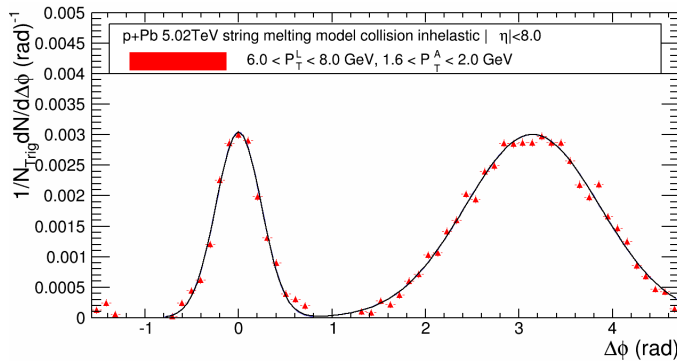 0.005
p+Pb 5.02TeV string melting model collision inhelastic | η|<8.0
6.0 < P_T^L < 8.0 GeV, 1.6 < P_T^A < 2.0 GeV
1/N_Trig dN/dΔϕ (rad)^-1
0.0045
0.004
0.0035
0.003
0.0025
0.002
0.0015
0.001
0.0005
0
-1 0 1 2 3 4
Δϕ (rad)